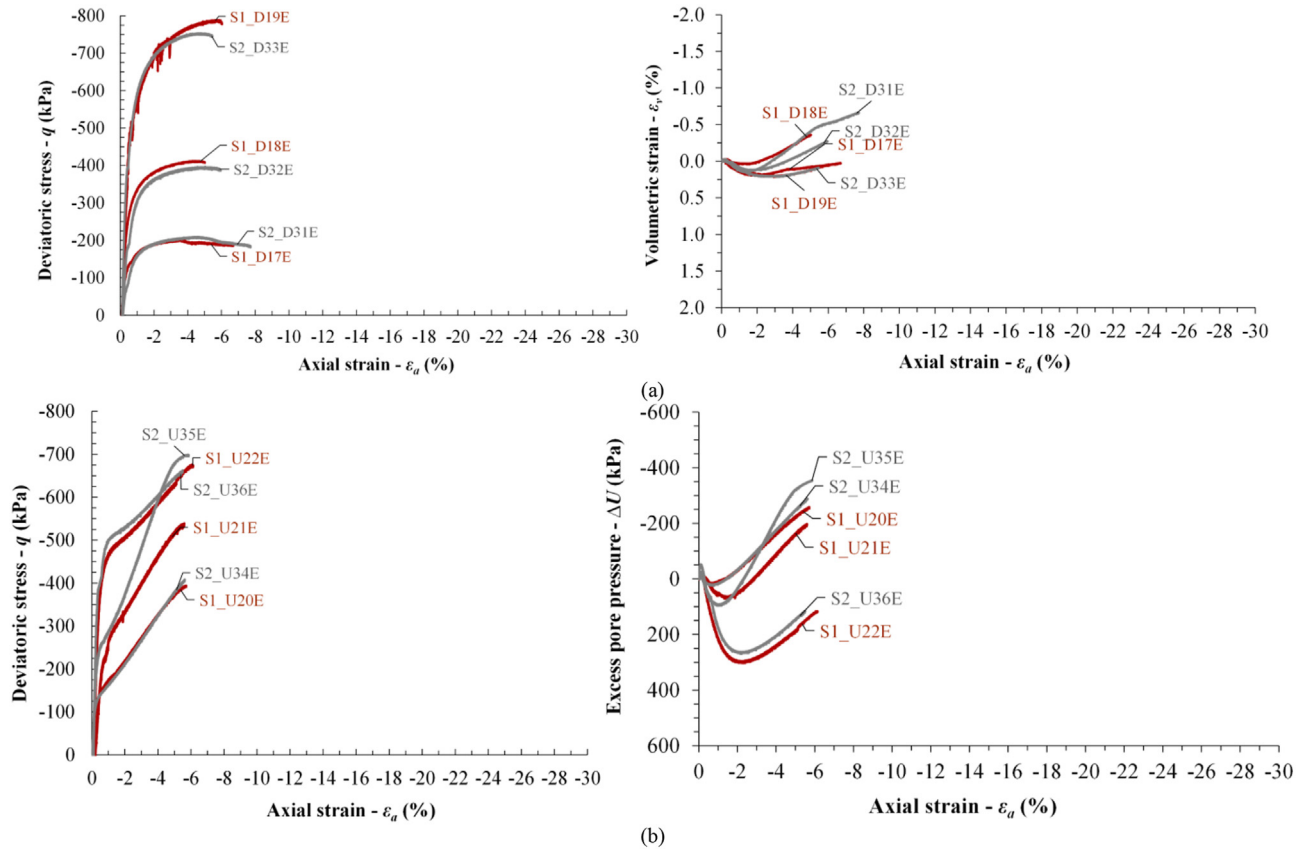 -800
-700
-600
-500
-400
-300
-200
-100
0
Deviatoric stress - q (kPa)
S1_D19E
S2_D33E
S1_D18E
S2_D32E
S2_D31E
S1_D17E
0 -2 -4 -6 -8 -10 -12 -14 -16 -18 -20 -22 -24 -26 -28 -30
Axial strain - εa (%)
-2.0
-1.5
-1.0
-0.5
0.0
0.5
1.0
1.5
2.0
Volumetric strain - εv (%)
S2_D31E
S1_D18E
S2_D32E
S1_D17E
S2_D33E
S1_D19E
0 -2 -4 -6 -8 -10 -12 -14 -16 -18 -20 -22 -24 -26 -28 -30
Axial strain - εa (%)
(a)
-800
-700
-600
-500
-400
-300
-200
-100
0
Deviatoric stress - q (kPa)
S2_U35E
S1_U22E
S2_U36E
S1_U21E
S2_U34E
S1_U20E
0 -2 -4 -6 -8 -10 -12 -14 -16 -18 -20 -22 -24 -26 -28 -30
Axial strain - εa (%)
-600
-400
-200
0
200
400
600
Excess pore pressure - ΔU (kPa)
S2_U35E
S2_U34E
S1_U20E
S1_U21E
S2_U36E
S1_U22E
0 -2 -4 -6 -8 -10 -12 -14 -16 -18 -20 -22 -24 -26 -28 -30
Axial strain - εa (%)
(b)